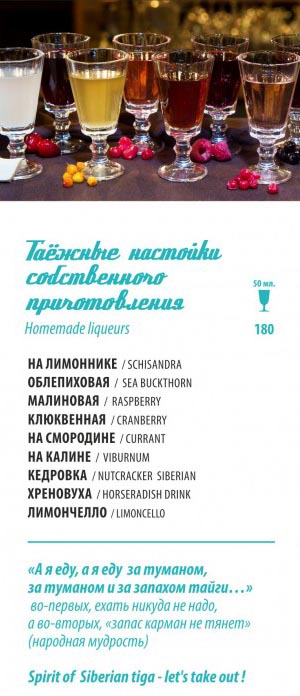 Таёжные настойки
собственного
приготовления
50 мл.
Homemade liqueurs
180
НА ЛИМОННИКЕ / SCHISANDRA
ОБЛЕПИХОВАЯ / SEA BUCKTHORN
МАЛИНОВАЯ / RASPBERRY
КЛЮКВЕННАЯ / CRANBERRY
НА СМОРОДИНЕ / CURRANT
НА КАЛИНЕ / VIBURNUM
КЕДРОВКА / NUTCRACKER SIBERIAN
ХРЕНОВУХА / HORSERADISH DRINK
ЛИМОНЧЕЛЛО / LIMONCELLO
«А я еду, а я еду за туманом,
за туманом и за запахом тайги…»
во-первых, ехать никуда не надо,
а во-вторых, «запас карман не тянет»
(народная мудрость)
Spirit of Siberian tiga - let's take out !